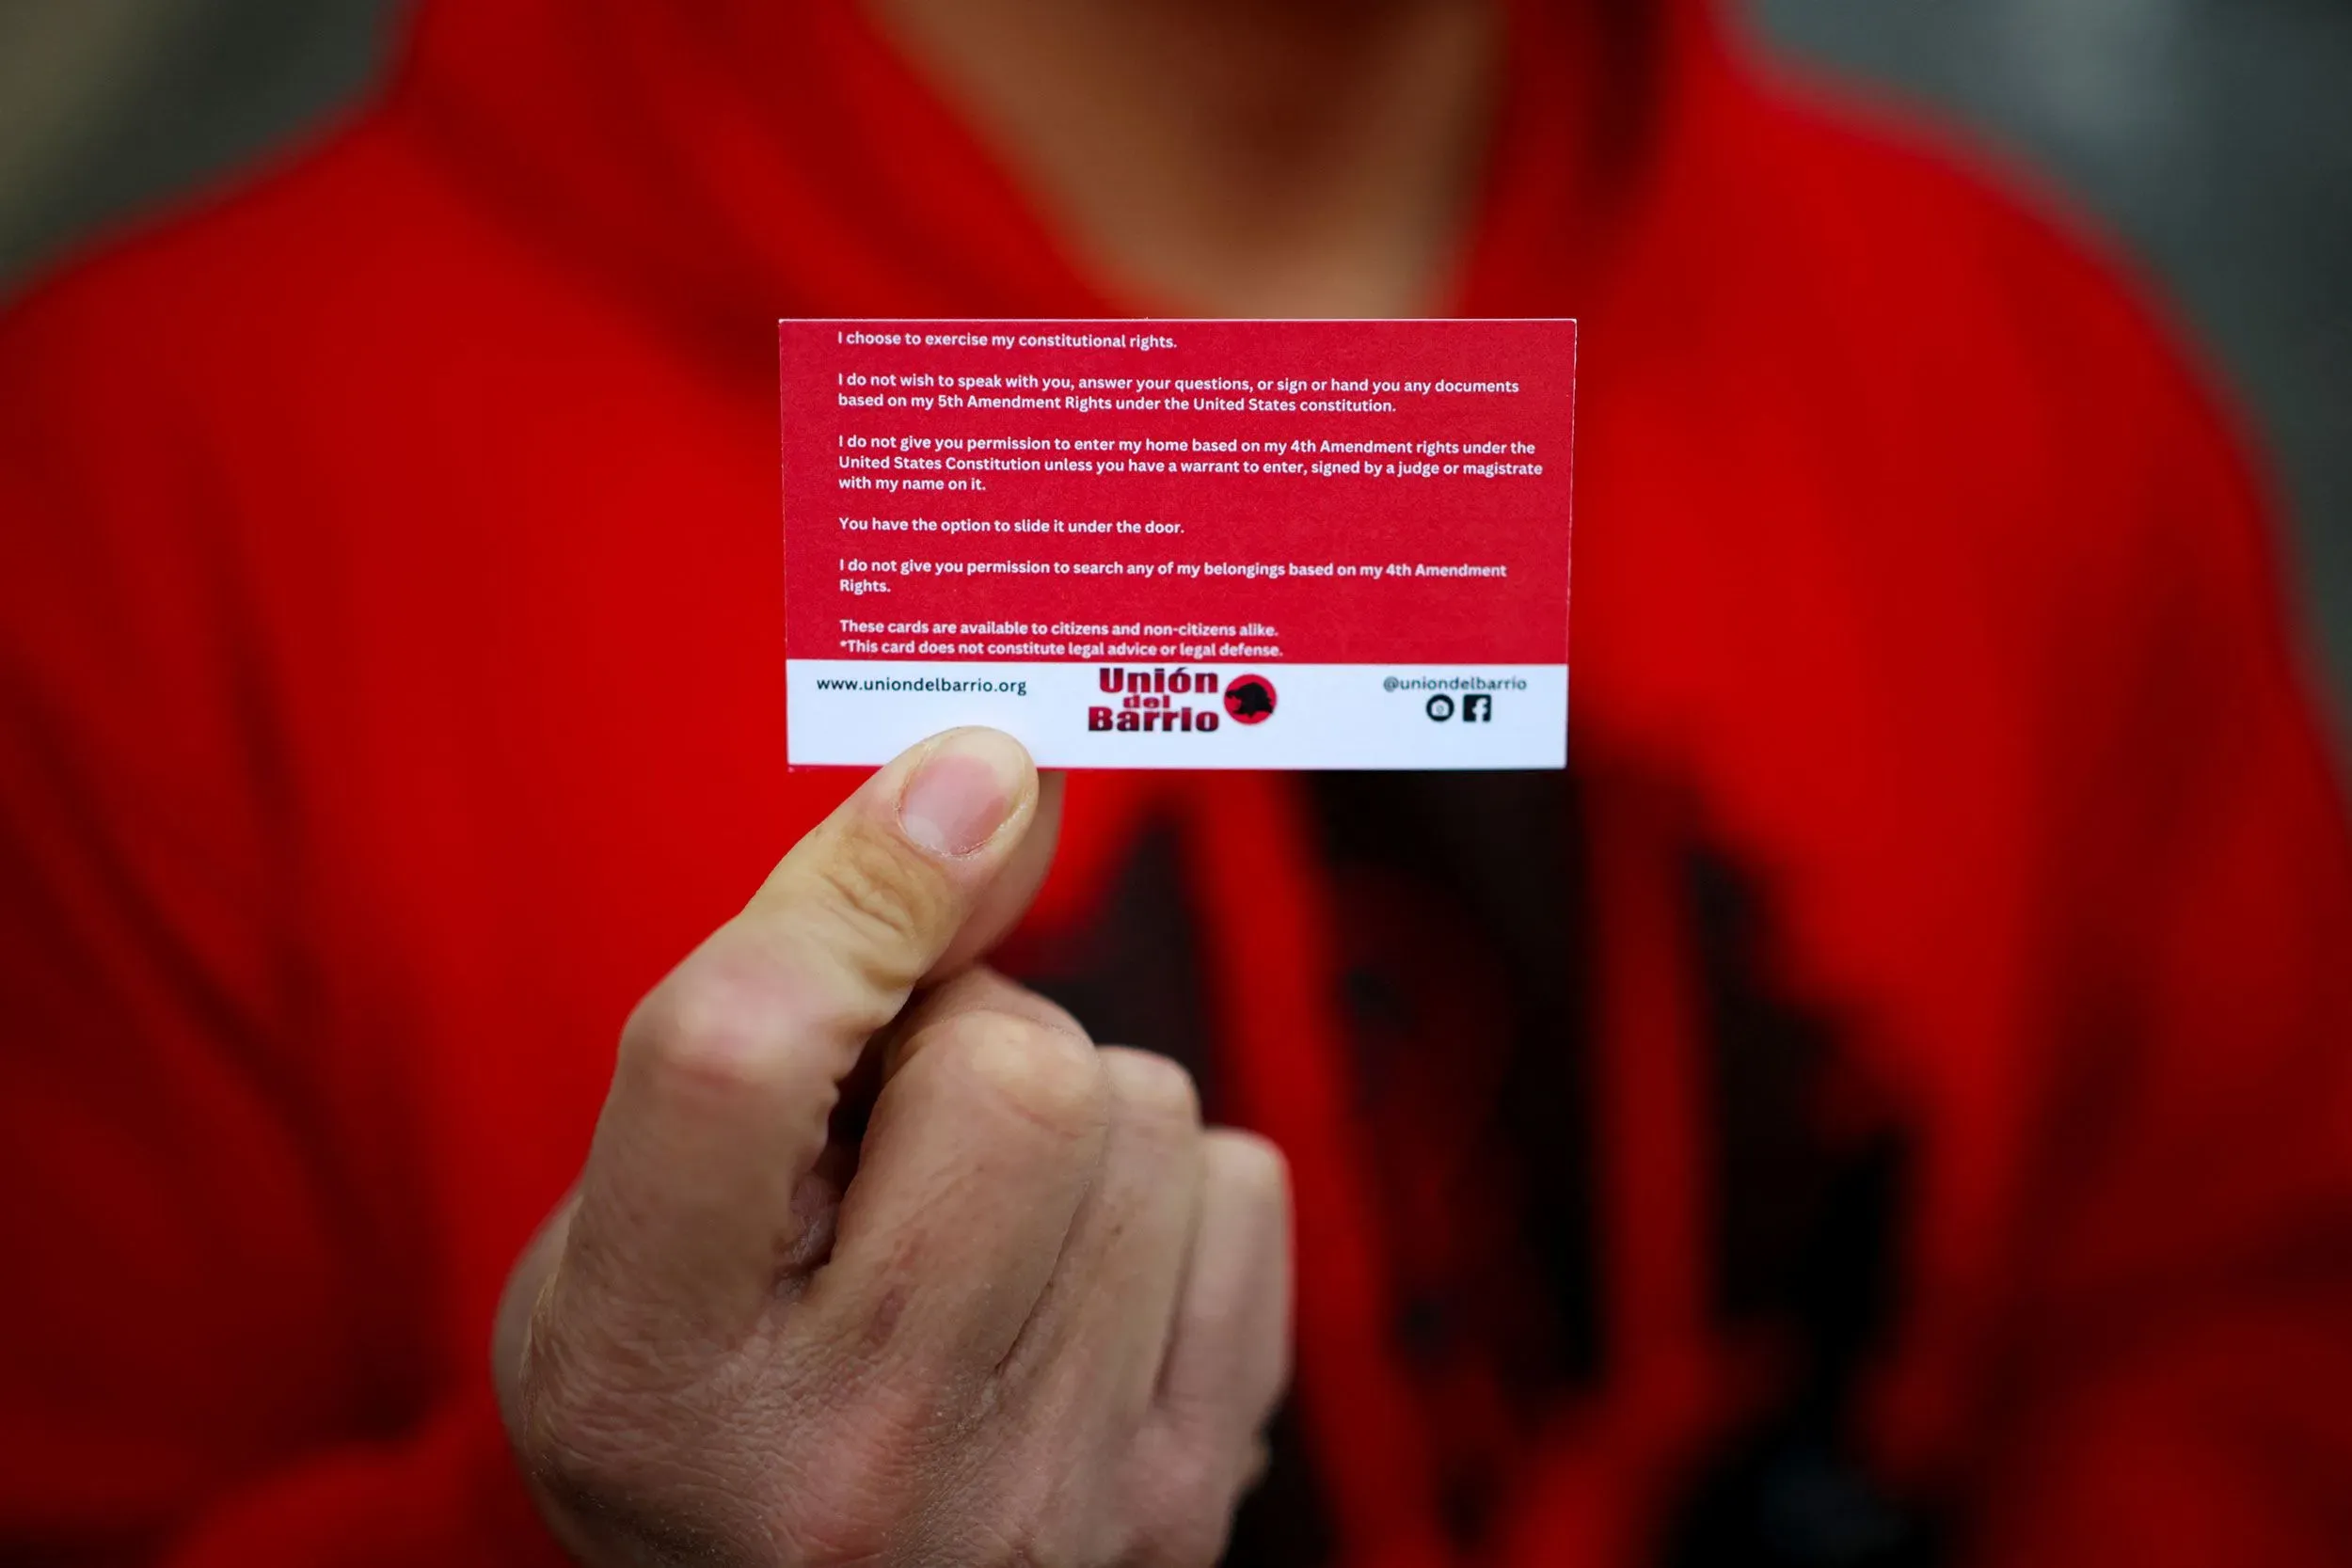 I choose to exercise my constitutional rights.
I do not wish to speak with you, answer your questions, or sign or hand you any documents
based on my 5th Amendment Rights under the United States constitution.
I do not give you permission to enter my home based on my 4th Amendment rights under the
United States Constitution unless you have a warrant to enter, signed by a judge or magistrate
with my name on it.
You have the option to slide it under the door.
I do not give you permission to search any of my belongings based on my 4th Amendment
Rights.
These cards are available to citizens and non-citizens alike.
*This card does not constitute legal advice or legal defense.
www.uniondelbarrio.org
Unión
del
Barrio
@uniondelbarrio